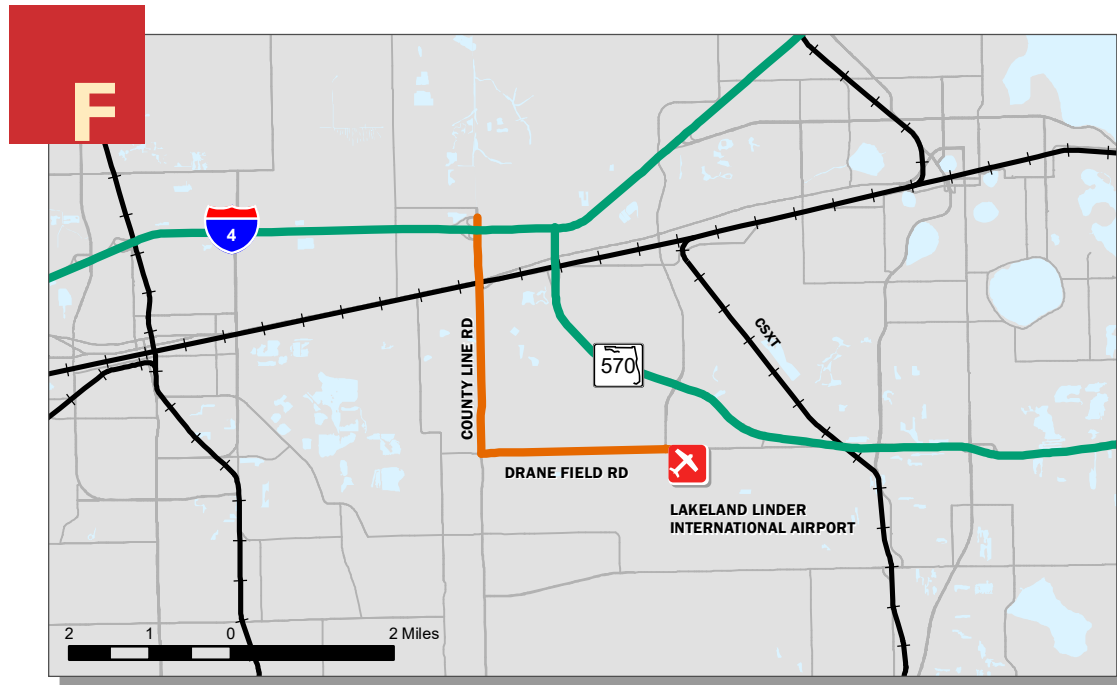 F
4
COUNTY LINE RD
570
CSXT
DRANE FIELD RD
LAKELAND LINDER
INTERNATIONAL AIRPORT
2 1 0 2 Miles